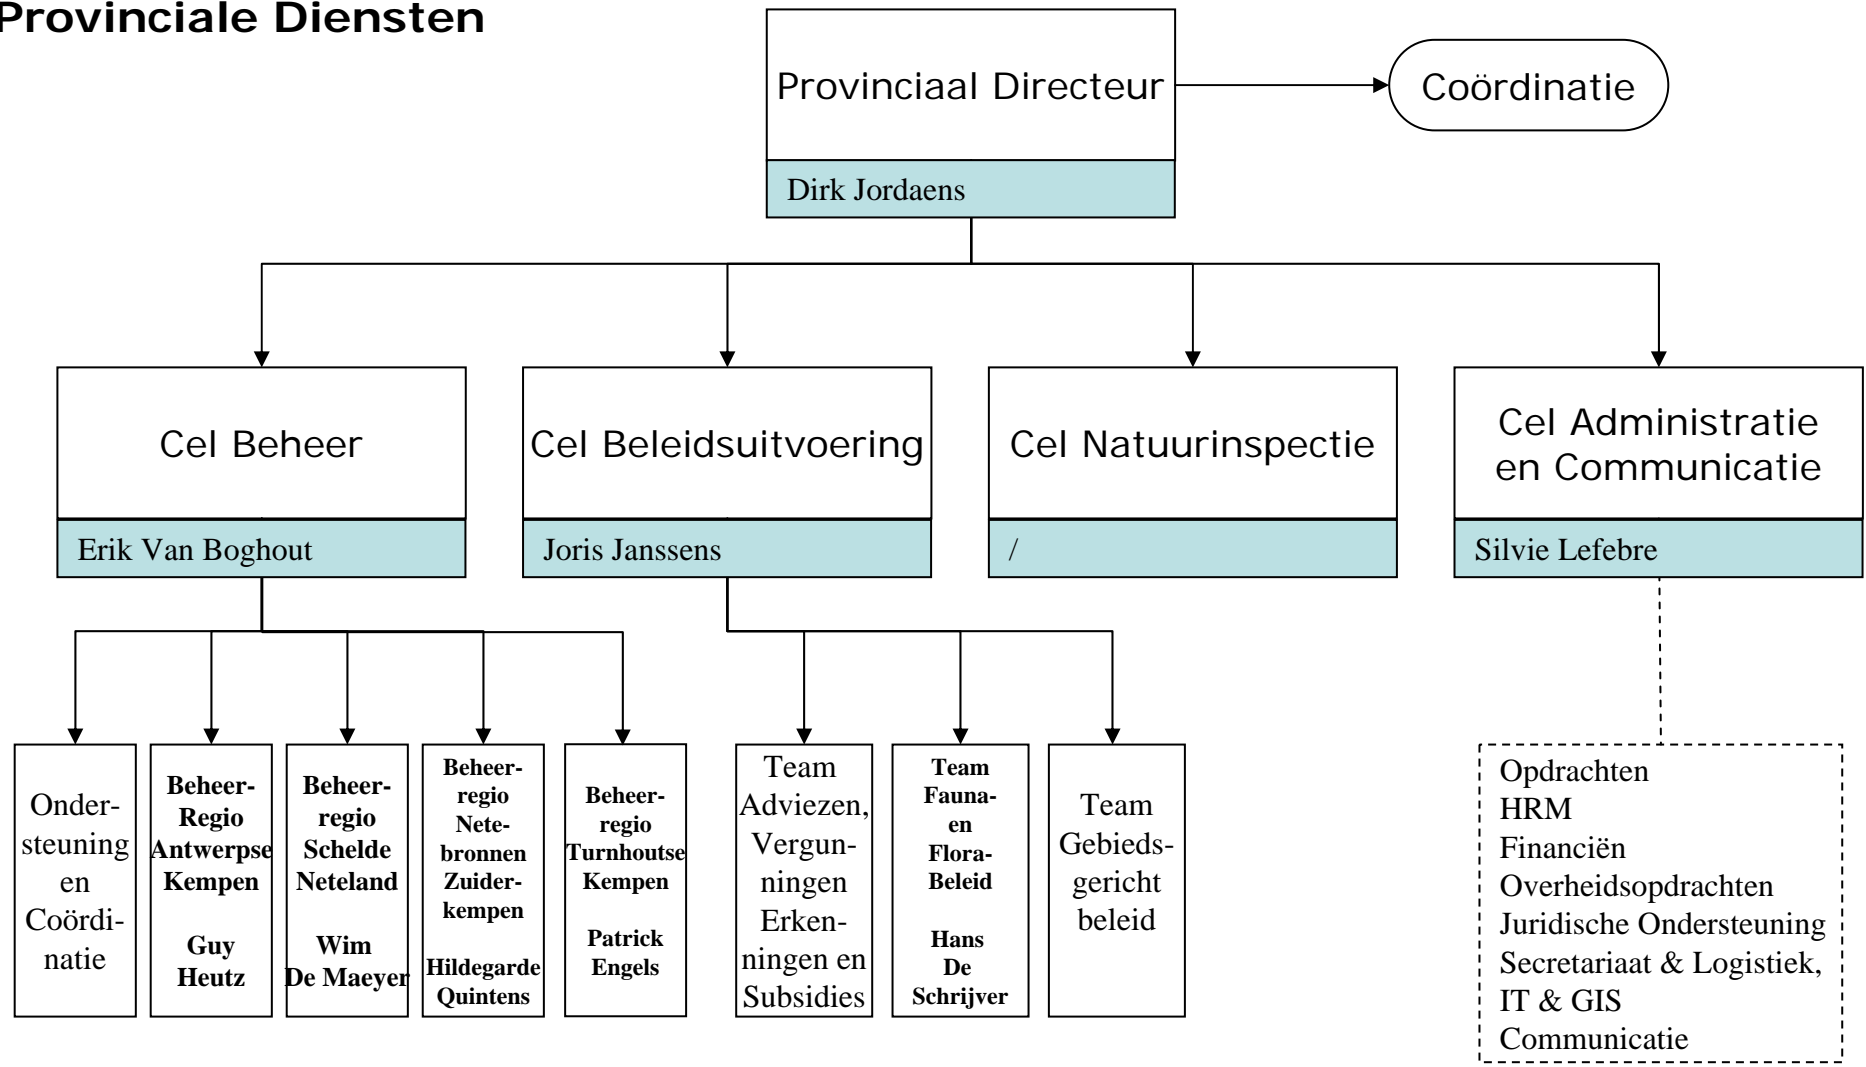 Provinciale Diensten
Provinciaal Directeur
Dirk Jordaens
Coördinatie
Cel Beheer
Erik Van Boghout
Cel Beleidsuitvoering
Joris Janssens
Cel Natuurinspectie
/
Cel Administratie
en Communicatie
Silvie Lefebre
Onder-
steuning
en
Coördi-
natie
Beheer-
Regio
Antwerpse
Kempen
Guy
Heutz
Beheer-
regio
Schelde
Neteland
Wim
De Maeyer
Beheer-
regio
Nete-
bronnen
Zuider-
kempen
Hildegarde
Quintens
Beheer-
regio
Turnhoutse
Kempen
Patrick
Engels
Team
Adviezen,
Vergun-
ningen
Erken-
ningen en
Subsidies
Team
Fauna-
en
Flora-
Beleid
Hans
De
Schrijver
Team
Gebieds-
gericht
beleid
Opdrachten
HRM
Financiën
Overheidsopdrachten
Juridische Ondersteuning
Secretariaat & Logistiek,
IT & GIS
Communicatie